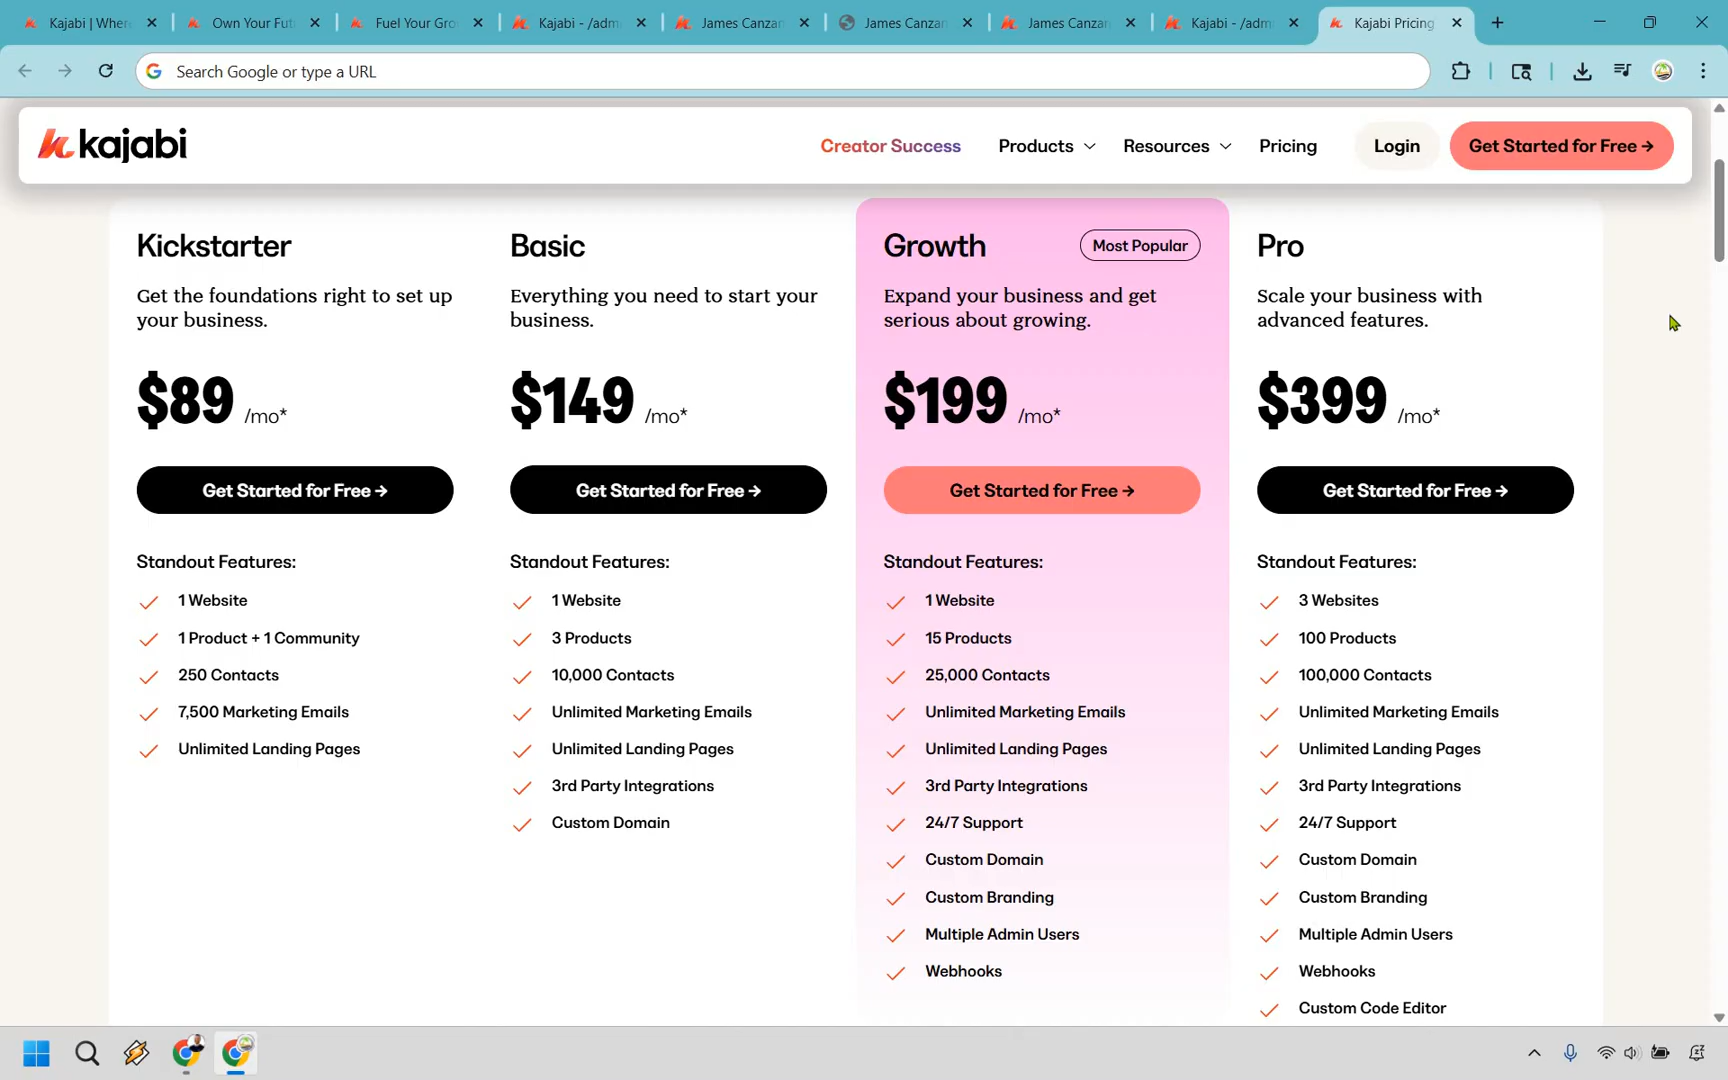 Kajabi | Where
Own Your Fut
Fuel Your Gro
Kajabi - /adm
James Canzan
James Canzan
James Canzan
Kajabi - /adm
Kajabi Pricing
Search Google or type a URL
kajabi
Creator Success
Products
Resources
Pricing
Login
Get Started for Free →
Kickstarter
Get the foundations right to set up
your business.
$89 /mo*
Get Started for Free →
Standout Features:
1 Website
1 Product + 1 Community
250 Contacts
7,500 Marketing Emails
Unlimited Landing Pages
Basic
Everything you need to start your
business.
$149 /mo*
Get Started for Free →
Standout Features:
1 Website
3 Products
10,000 Contacts
Unlimited Marketing Emails
Unlimited Landing Pages
3rd Party Integrations
Custom Domain
Growth
Most Popular
Expand your business and get
serious about growing.
$199 /mo*
Get Started for Free →
Standout Features:
1 Website
15 Products
25,000 Contacts
Unlimited Marketing Emails
Unlimited Landing Pages
3rd Party Integrations
24/7 Support
Custom Domain
Custom Branding
Multiple Admin Users
Webhooks
Pro
Scale your business with
advanced features.
$399 /mo*
Get Started for Free →
Standout Features:
3 Websites
100 Products
100,000 Contacts
Unlimited Marketing Emails
Unlimited Landing Pages
3rd Party Integrations
24/7 Support
Custom Domain
Custom Branding
Multiple Admin Users
Webhooks
Custom Code Editor